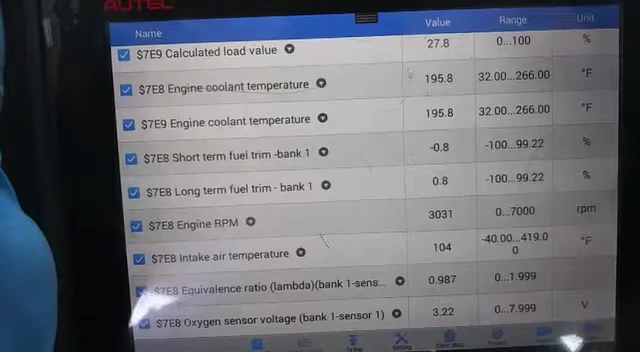 AUTEL
Name Value Range Unit
$7E9 Calculated load value 27.8 0...100 %
$7E8 Engine coolant temperature 195.8 32.00...266.00 °F
$7E9 Engine coolant temperature 195.8 32.00...266.00 °F
$7E8 Short term fuel trim -bank 1 -0.8 -100...99.22 %
$7E8 Long term fuel trim - bank 1 0.8 -100...99.22 %
$7E8 Engine RPM 3031 0...7000 rpm
$7E8 Intake air temperature 104 -40.00...419.0
0 °F
$7E8 Equivalence ratio (lambda)(bank 1-sens... 0.987 0...1.999
$7E8 Oxygen sensor voltage (bank 1-sensor 1) 3.22 0...7.999 V